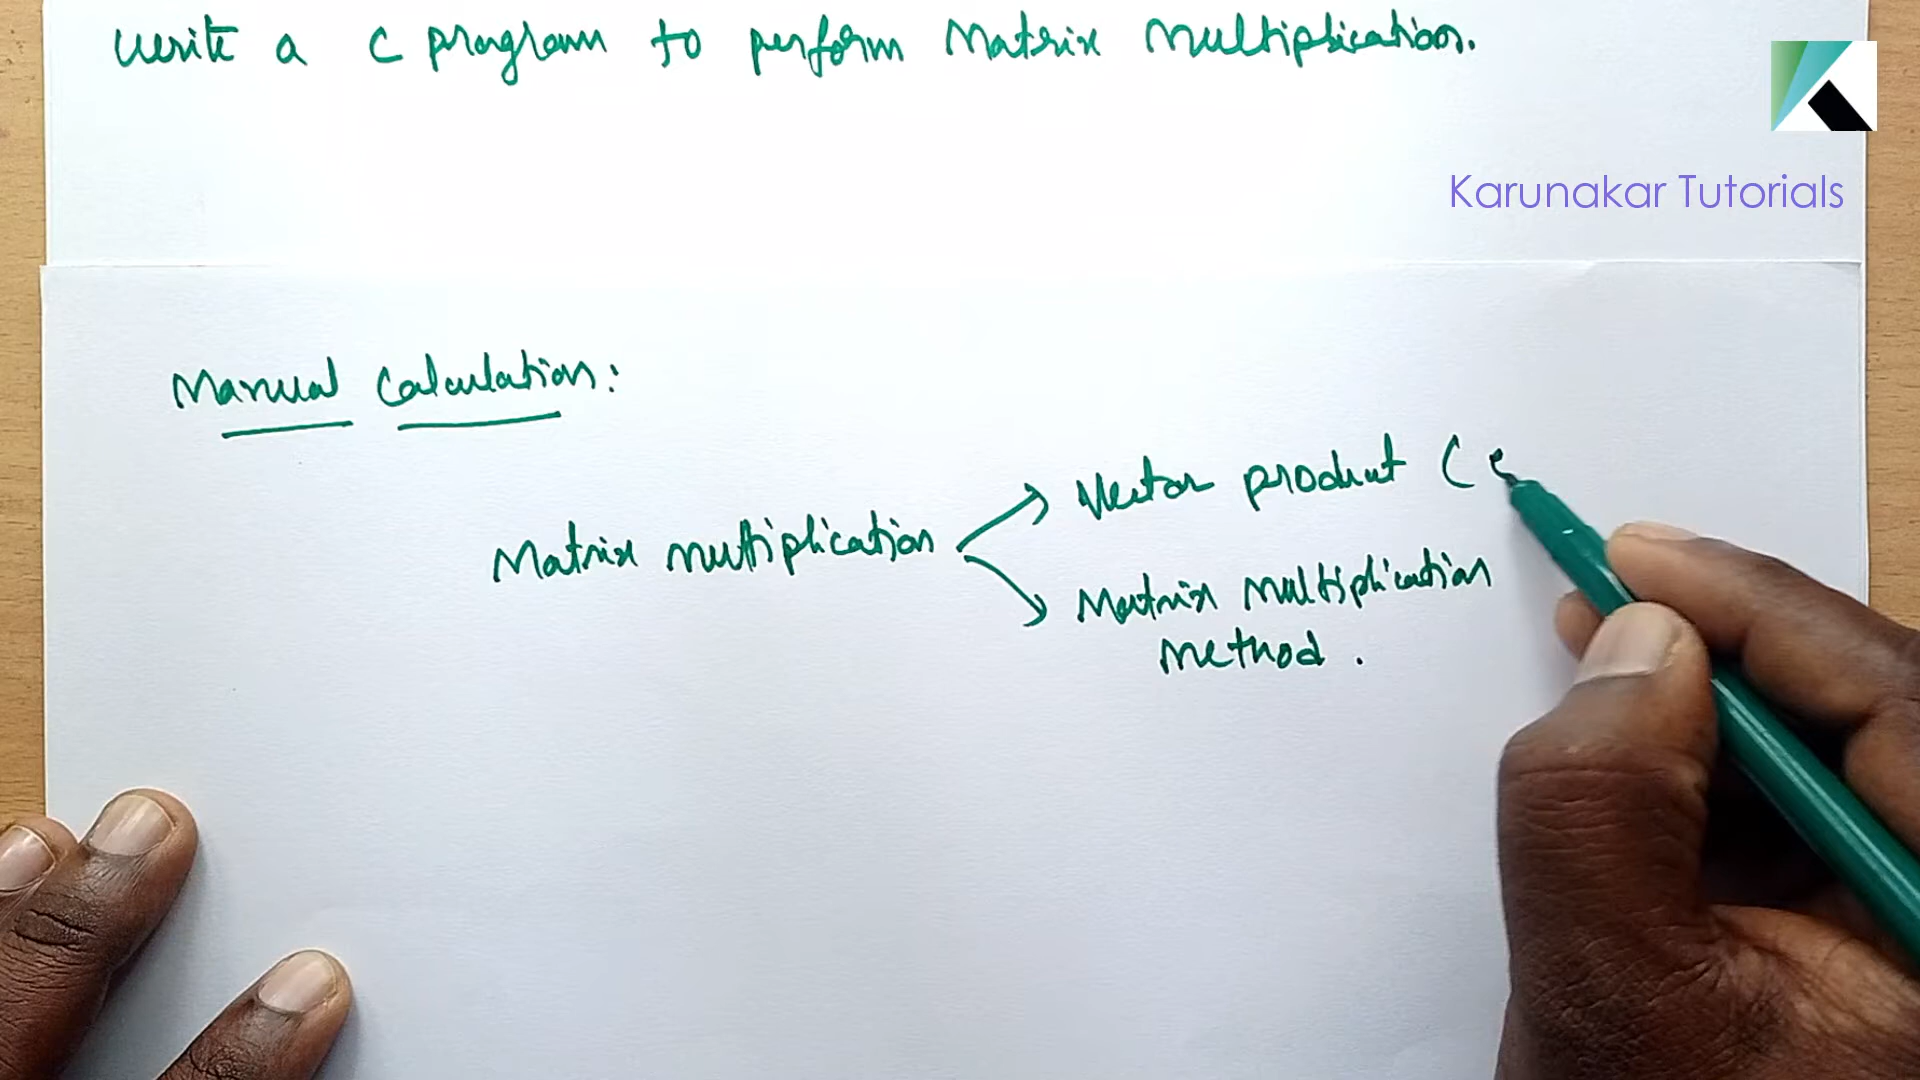 Write a C program to perform Matrix Multiplication.
Karunakar Tutorials
Manual Calculation:
Vector product (
Matrix multiplication
Matrix Multiplication
Method.